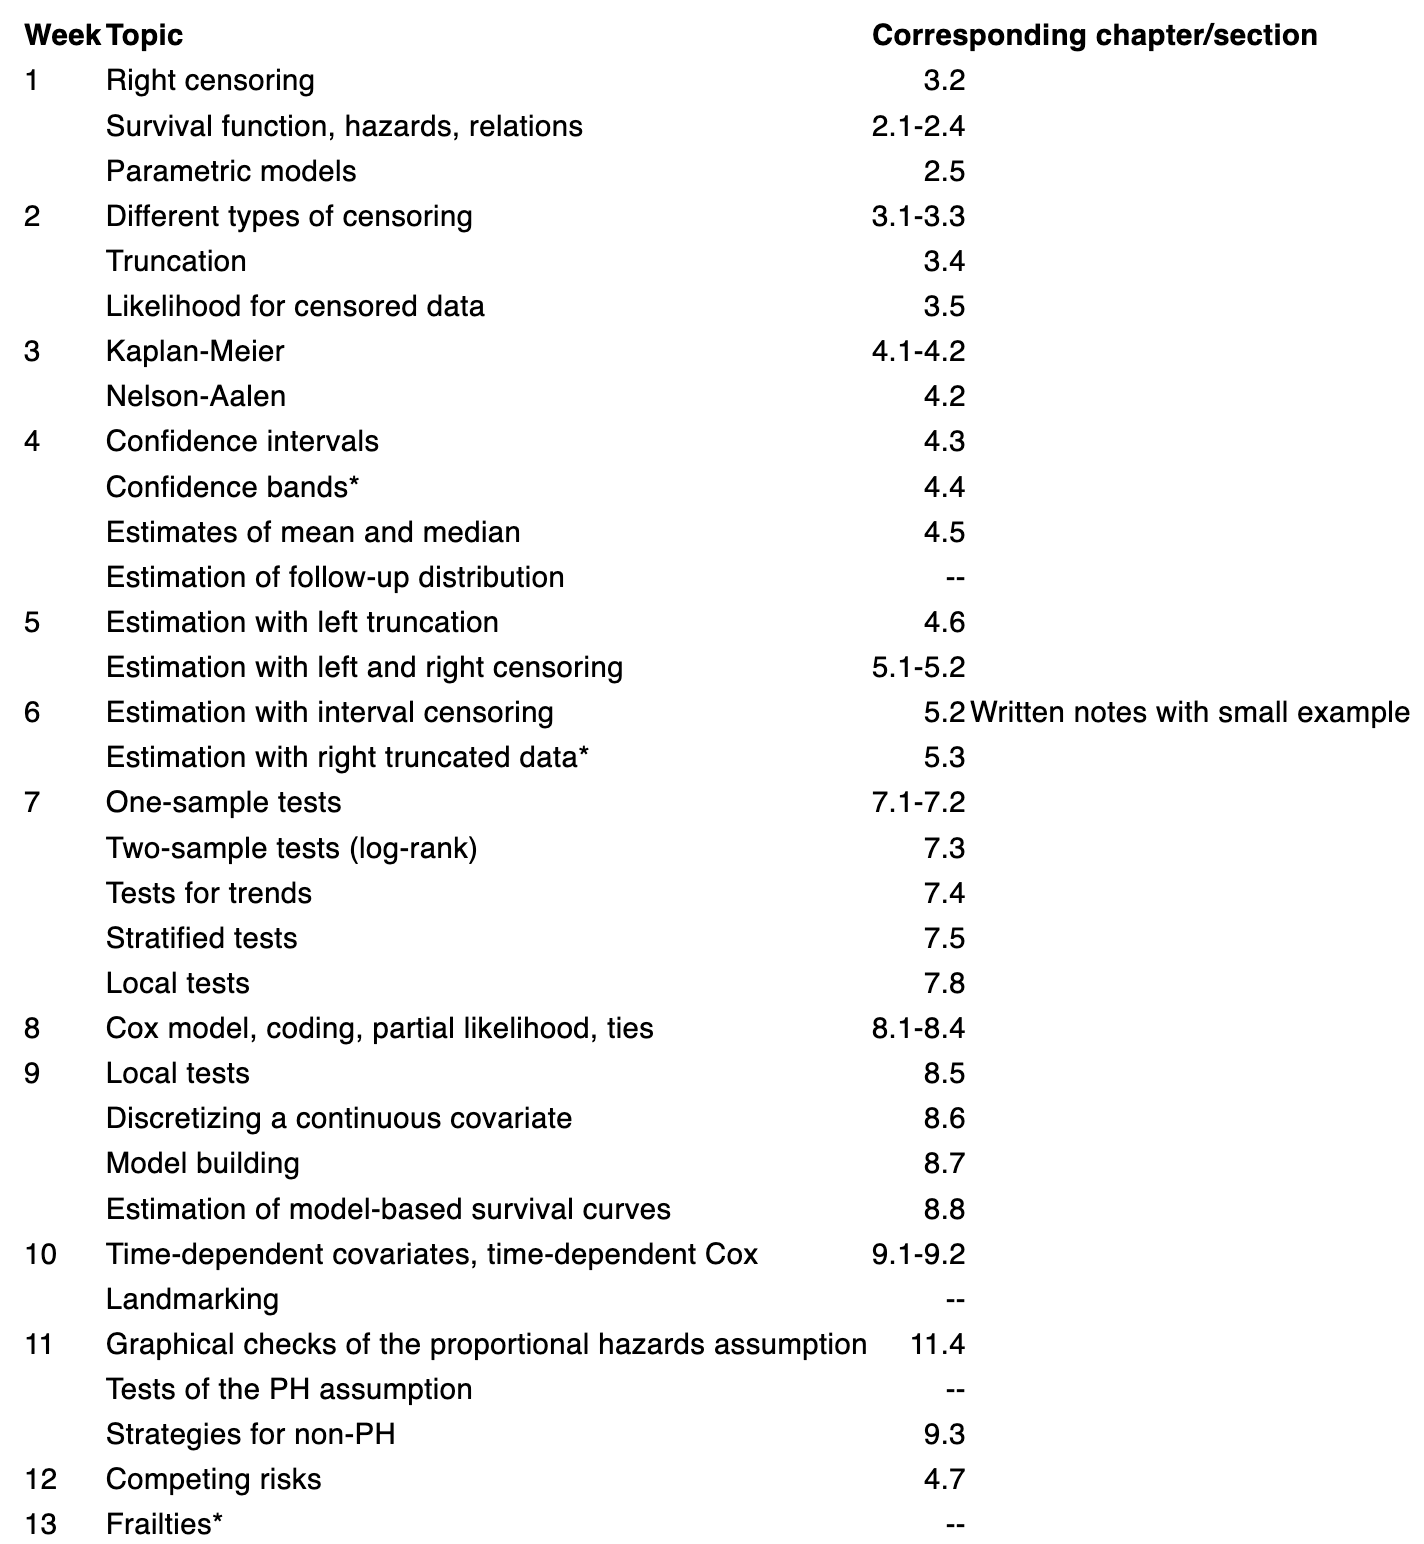 Week Topic Corresponding chapter/section
1 Right censoring 3.2
Survival function, hazards, relations 2.1-2.4
Parametric models 2.5
2 Different types of censoring 3.1-3.3
Truncation 3.4
Likelihood for censored data 3.5
3 Kaplan-Meier 4.1-4.2
Nelson-Aalen 4.2
4 Confidence intervals 4.3
Confidence bands* 4.4
Estimates of mean and median 4.5
Estimation of follow-up distribution --
5 Estimation with left truncation 4.6
Estimation with left and right censoring 5.1-5.2
6 Estimation with interval censoring 5.2 Written notes with small example
Estimation with right truncated data* 5.3
7 One-sample tests 7.1-7.2
Two-sample tests (log-rank) 7.3
Tests for trends 7.4
Stratified tests 7.5
Local tests 7.8
8 Cox model, coding, partial likelihood, ties 8.1-8.4
9 Local tests 8.5
Discretizing a continuous covariate 8.6
Model building 8.7
Estimation of model-based survival curves 8.8
10 Time-dependent covariates, time-dependent Cox 9.1-9.2
Landmarking --
11 Graphical checks of the proportional hazards assumption 11.4
Tests of the PH assumption --
Strategies for non-PH 9.3
12 Competing risks 4.7
13 Frailties* --